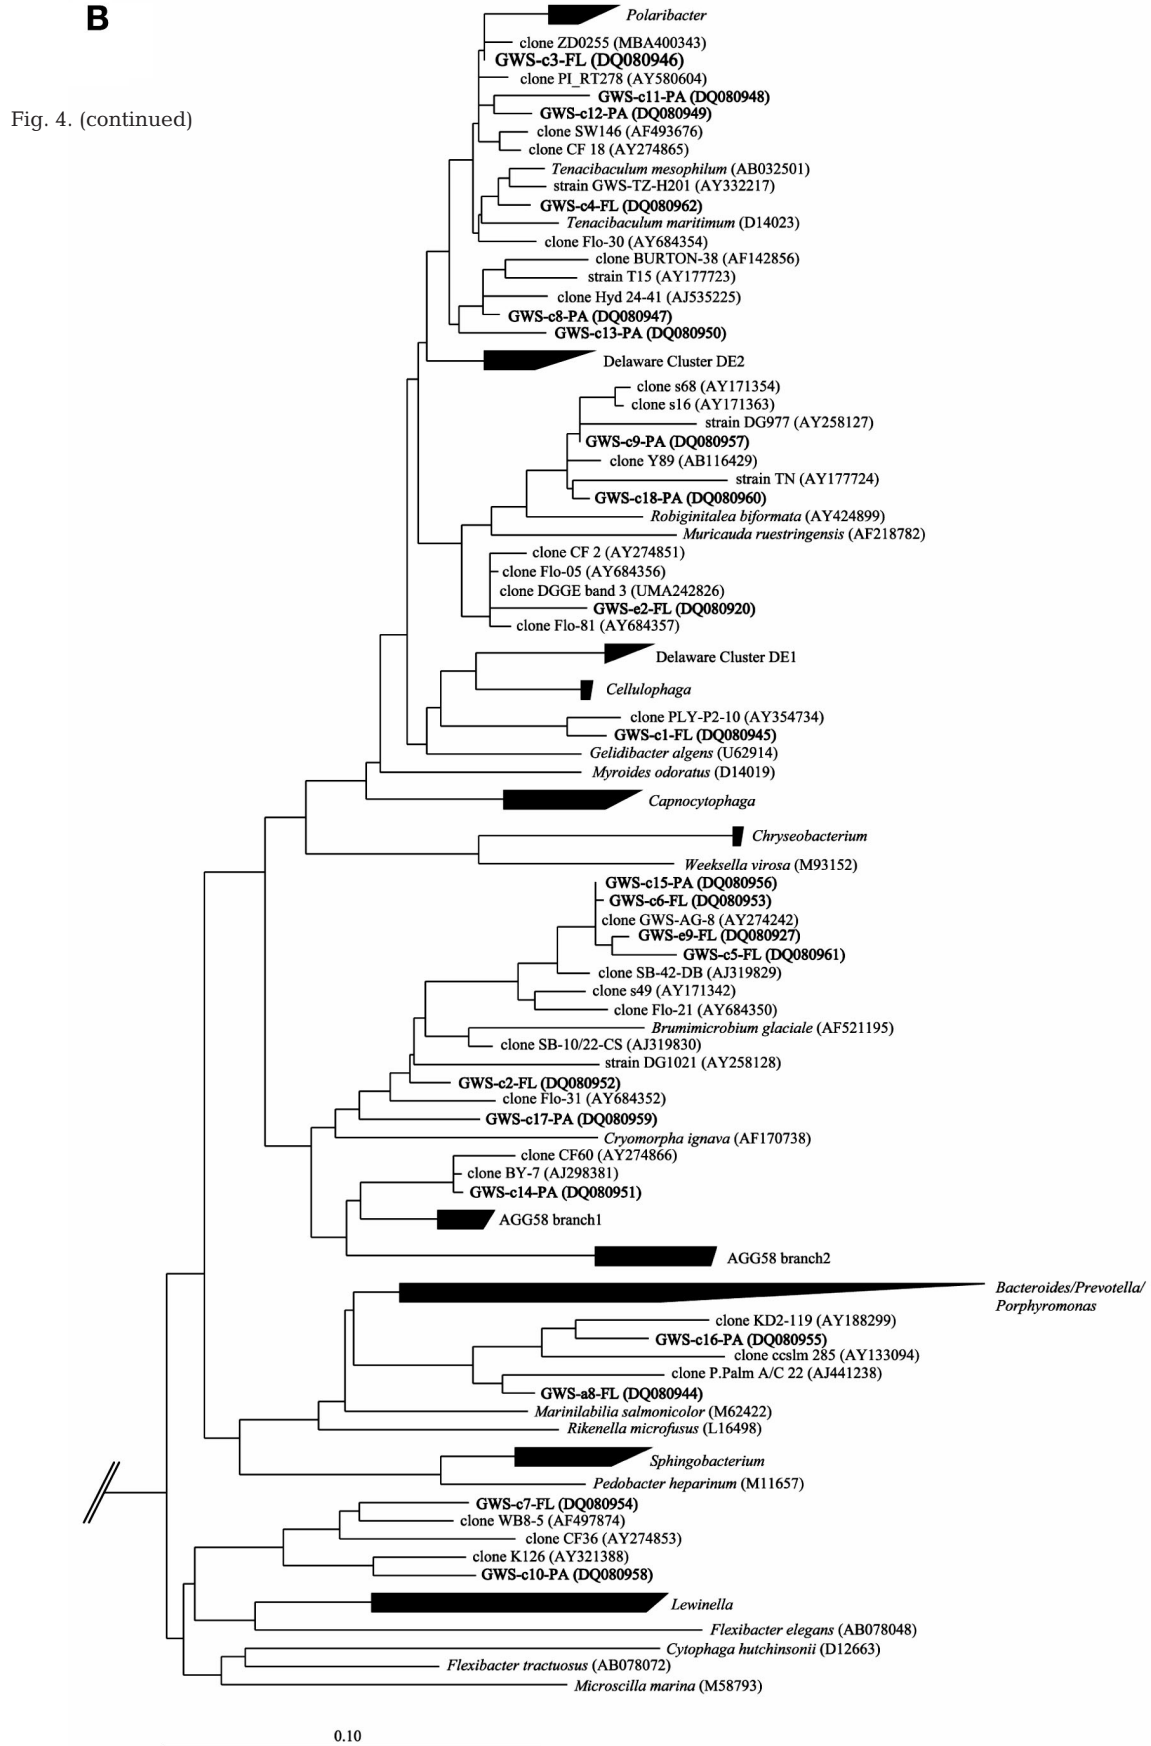 B
Polaribacter
clone ZD0255 (MBA400343)
GWS-c3-FL (DQ080946)
clone PI_RT278 (AY580604)
GWS-c11-PA (DQ080948)
Fig. 4. (continued)
GWS-c12-PA (DQ080949)
clone SW146 (AF493676)
clone CF 18 (AY274865)
Tenacibaculum mesophilum (AB032501)
strain GWS-TZ-H201 (AY332217)
GWS-c4-FL (DQ080962)
Tenacibaculum maritimum (D14023)
clone Flo-30 (AY684354)
clone BURTON-38 (AF142856)
strain T15 (AY177723)
clone Hyd 24-41 (AJ535225)
GWS-c8-PA (DQ080947)
GWS-c13-PA (DQ080950)
Delaware Cluster DE2
clone s68 (AY171354)
clone s16 (AY171363)
strain DG977 (AY258127)
GWS-c9-PA (DQ080957)
clone Y89 (AB116429)
strain TN (AY177724)
GWS-c18-PA (DQ080960)
Robiginitalea biformata (AY424899)
Muricauda ruestringensis (AF218782)
clone CF 2 (AY274851)
clone Flo-05 (AY684356)
clone DGGE band 3 (UMA242826)
GWS-e2-FL (DQ080920)
clone Flo-81 (AY684357)
Delaware Cluster DE1
Cellulophaga
clone PLY-P2-10 (AY354734)
GWS-c1-FL (DQ080945)
Gelidibacter algens (U62914)
Myroides odoratus (D14019)
Capnocytophaga
Chryseobacterium
Weeksella virosa (M93152)
GWS-c15-PA (DQ080956)
GWS-c6-FL (DQ080953)
clone GWS-AG-8 (AY274242)
GWS-e9-FL (DQ080927)
GWS-c5-FL (DQ080961)
clone SB-42-DB (AJ319829)
clone s49 (AY171342)
clone Flo-21 (AY684350)
Brumimicrobium glaciale (AF521195)
clone SB-10/22-CS (AJ319830)
strain DG1021 (AY258128)
GWS-c2-FL (DQ080952)
clone Flo-31 (AY684352)
GWS-c17-PA (DQ080959)
Cryomorpha ignava (AF170738)
clone CF60 (AY274866)
clone BY-7 (AJ298381)
GWS-c14-PA (DQ080951)
AGG58 branch1
AGG58 branch2
Bacteroides/Prevotella/
Porphyromonas
clone KD2-119 (AY188299)
GWS-c16-PA (DQ080955)
clone ccslm 285 (AY133094)
clone P.Palm A/C 22 (AJ441238)
GWS-a8-FL (DQ080944)
Marinilabilia salmonicolor (M62422)
Rikenella microfusus (L16498)
Sphingobacterium
Pedobacter heparinum (M11657)
GWS-c7-FL (DQ080954)
clone WB8-5 (AF497874)
clone CF36 (AY274853)
clone K126 (AY321388)
GWS-c10-PA (DQ080958)
Lewinella
Flexibacter elegans (AB078048)
Cytophaga hutchinsonii (D12663)
Flexibacter tractuosus (AB078072)
Microscilla marina (M58793)
0.10